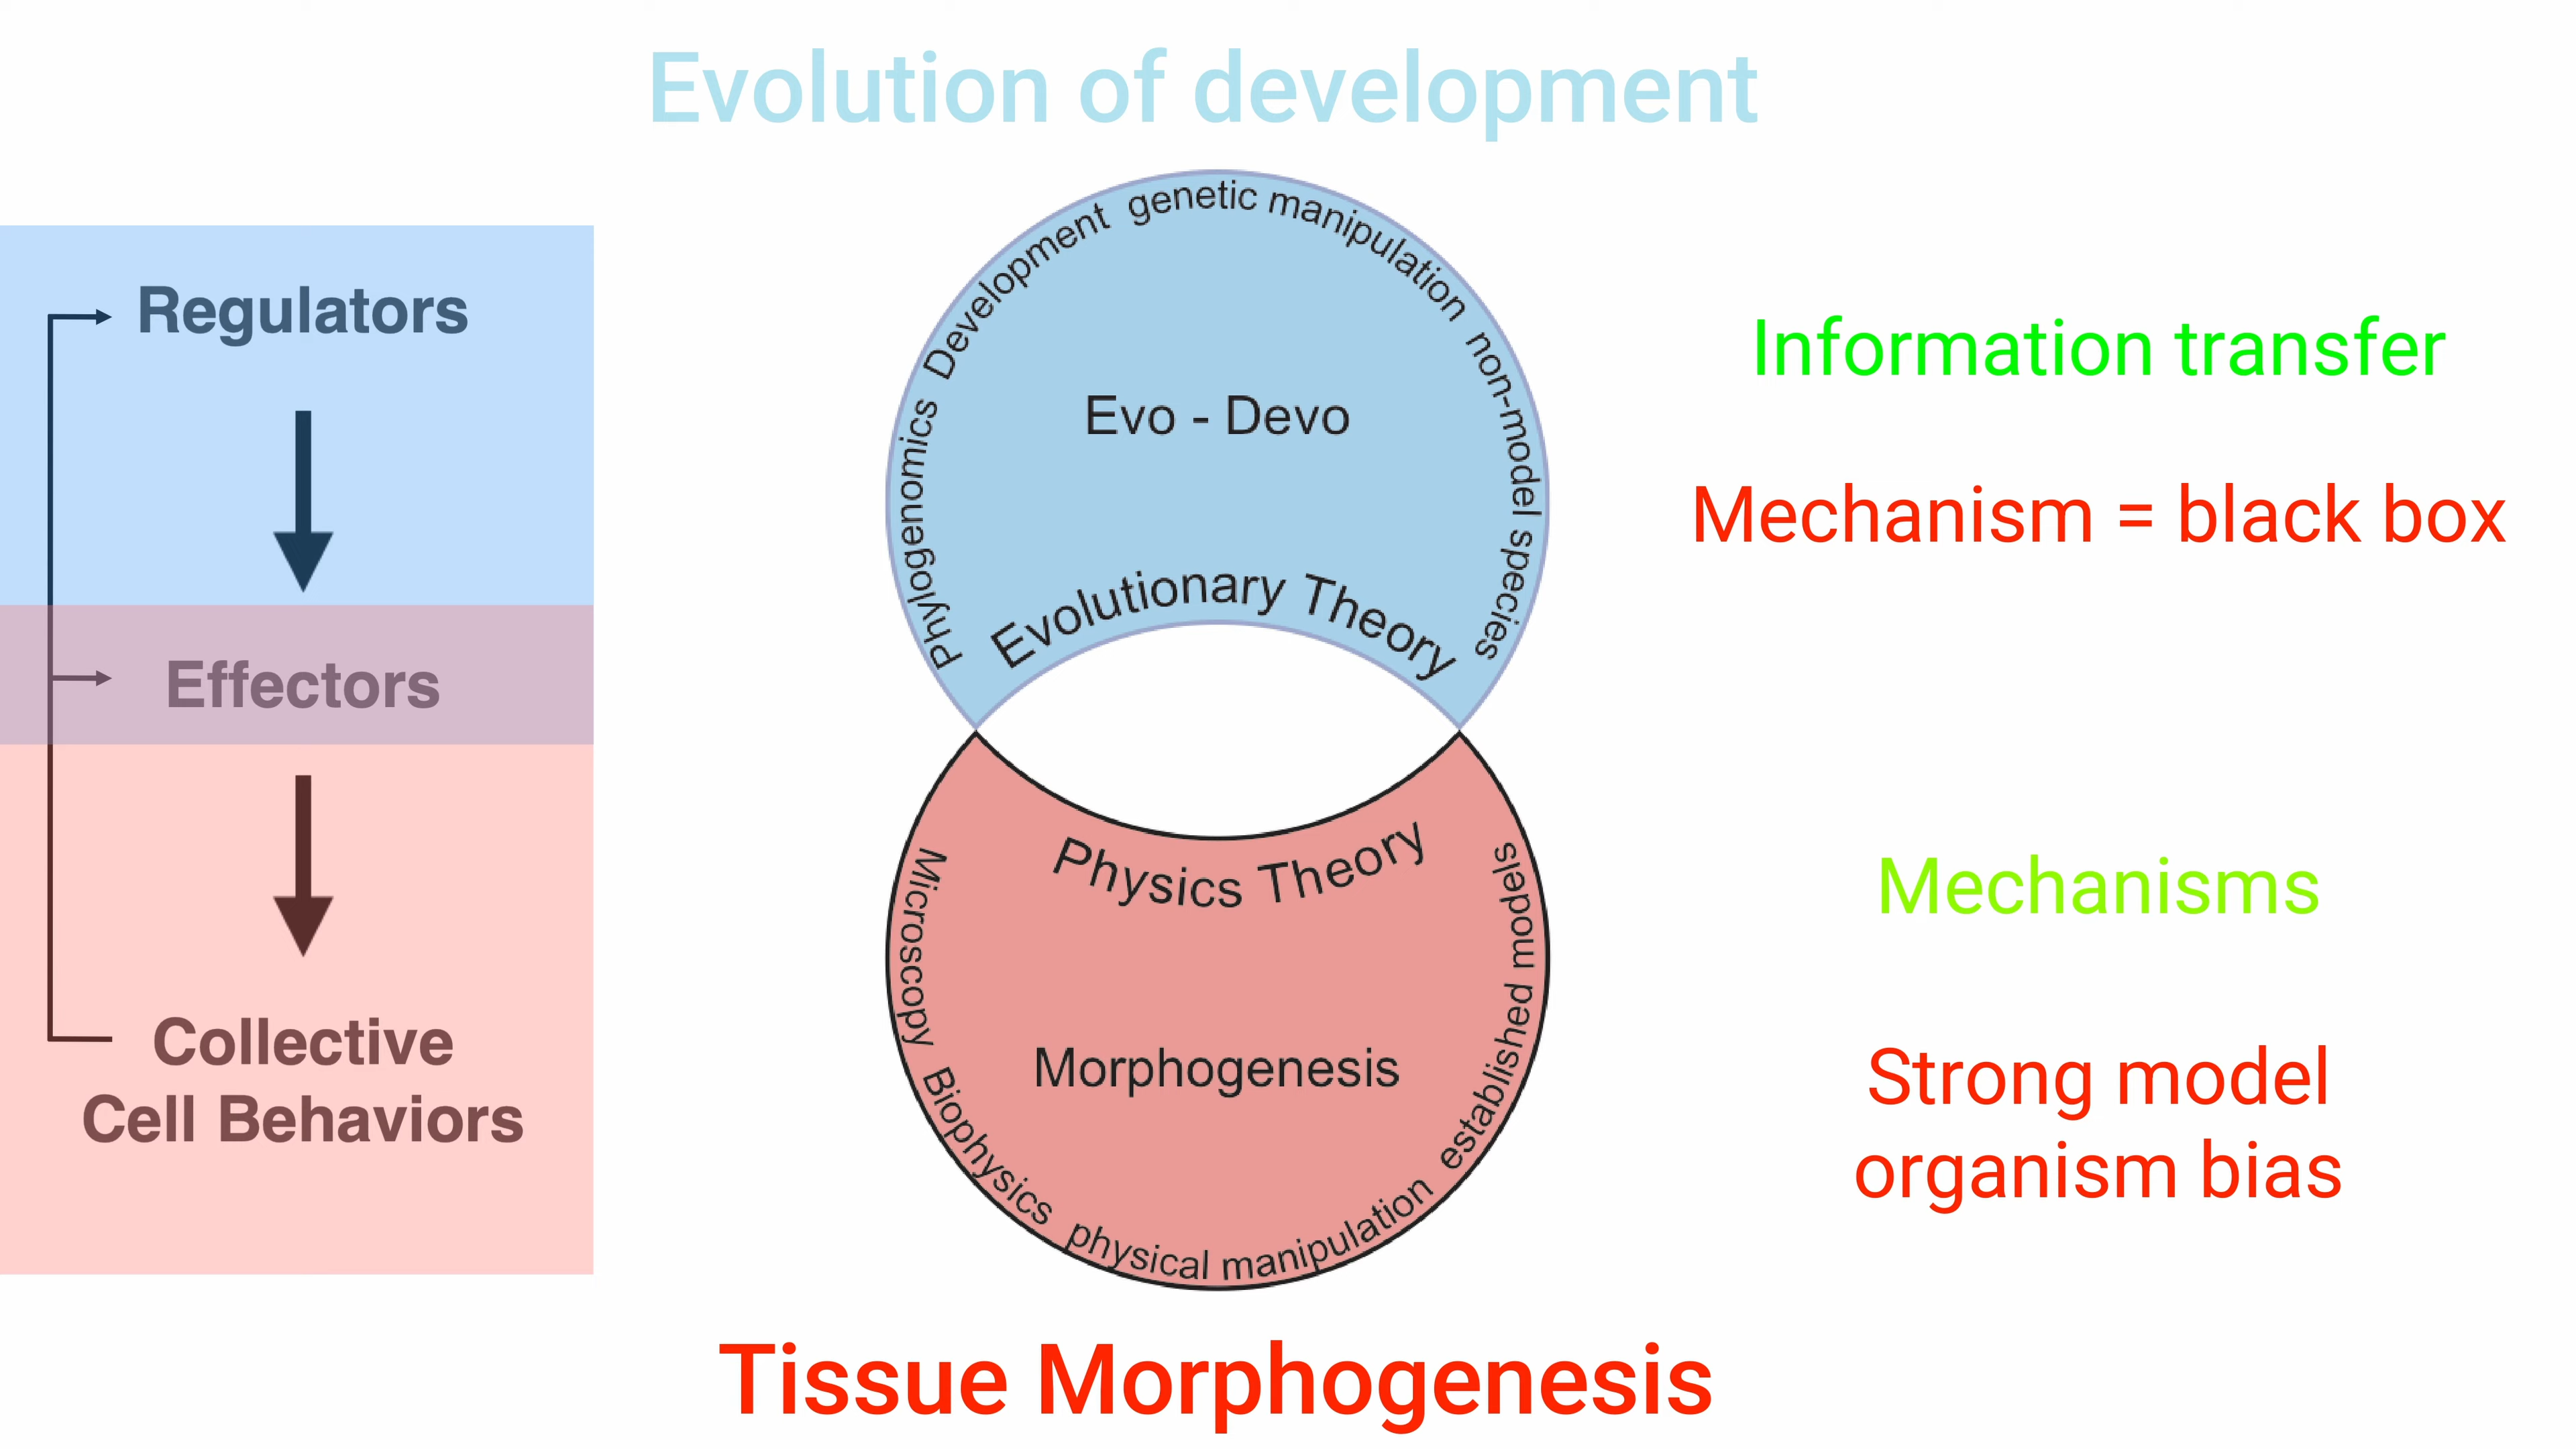 Evolution of development
Regulators
Effectors
Collective
Cell Behaviors
Phylogenomics Development genetic manipulation non-model species
Evo - Devo
Evolutionary Theory
Physics Theory
Morphogenesis
Microscopy Biophysics physical manipulation established models
Information transfer
Mechanism = black box
Mechanisms
Strong model
organism bias
Tissue Morphogenesis